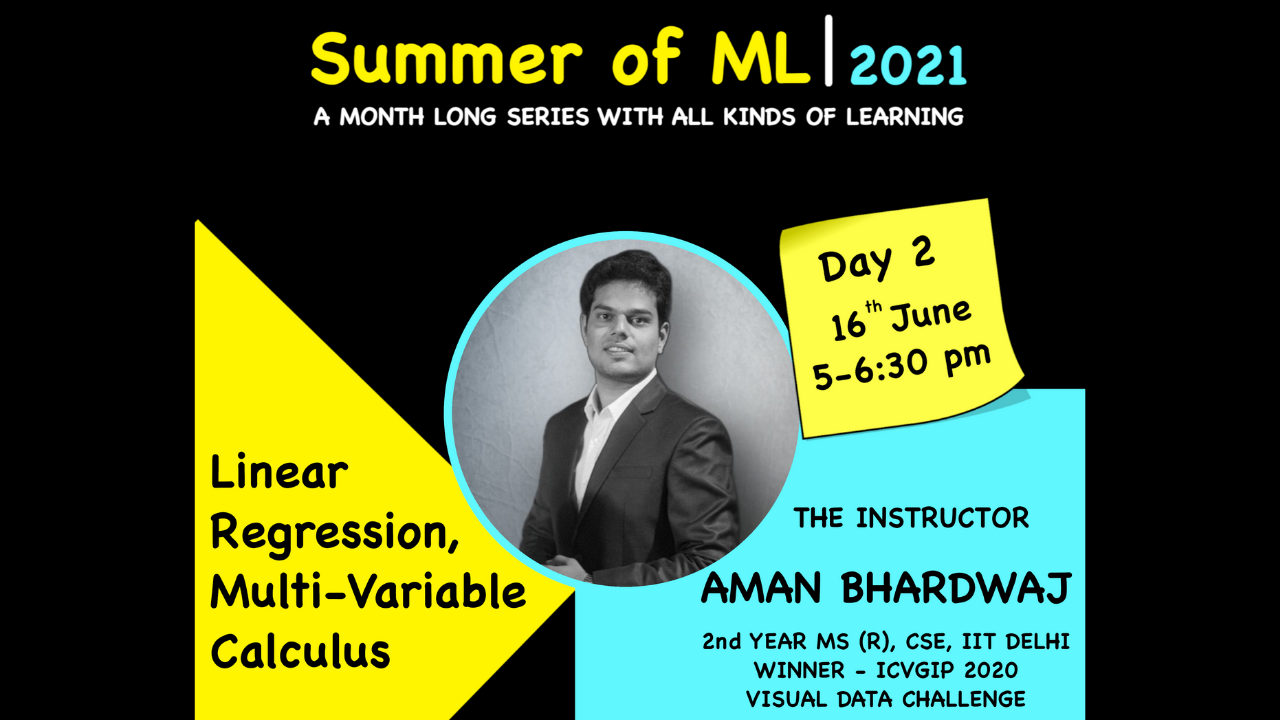 Summer of ML | 2021
A MONTH LONG SERIES WITH ALL KINDS OF LEARNING
Day 2
16th June
5-6:30 pm
Linear
Regression,
Multi-Variable
Calculus
THE INSTRUCTOR
AMAN BHARDWAJ
2nd YEAR MS (R), CSE, IIT DELHI
WINNER - ICVGIP 2020
VISUAL DATA CHALLENGE